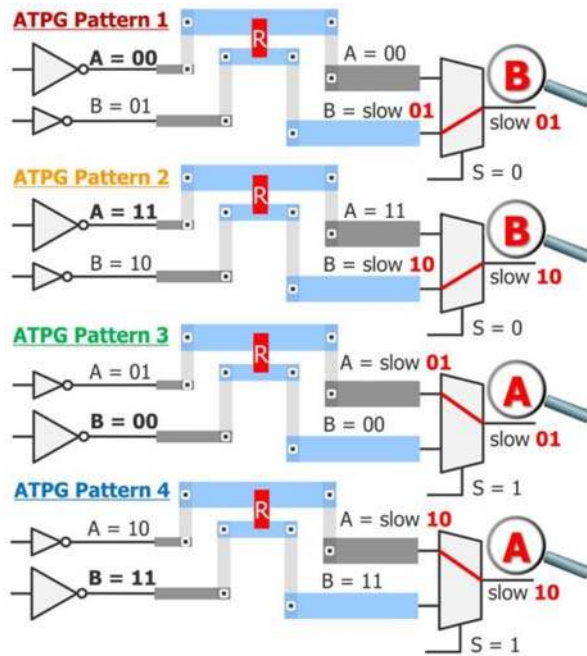 ATPG Pattern 1
R
A = 00
A = 00
B
B = 01
B = slow 01
slow 01
S = 0
ATPG Pattern 2
R
A = 11
A = 11
B
B = 10
B = slow 10
slow 10
S = 0
ATPG Pattern 3
R
A = slow 01
A = 01
A
B = 00
B = 00
slow 01
S = 1
ATPG Pattern 4
R
A = slow 10
A = 10
A
B = 11
B = 11
slow 10
S = 1